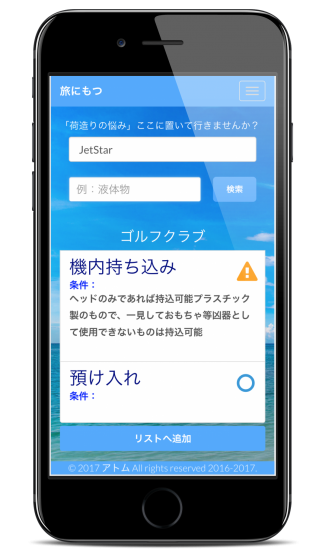 旅にもつ
「荷造りの悩み」ここに置いて行きませんか？
JetStar
例：液体物
検索
ゴルフクラブ
機内持ち込み
条件：
ヘッドのみであれば持込可能プラスチック
製のもので、一見しておもちゃ等凶器とし
て使用できないものは持込可能
預け入れ
条件：
リストへ追加
© 2017 アトム All rights reserved 2016-2017.